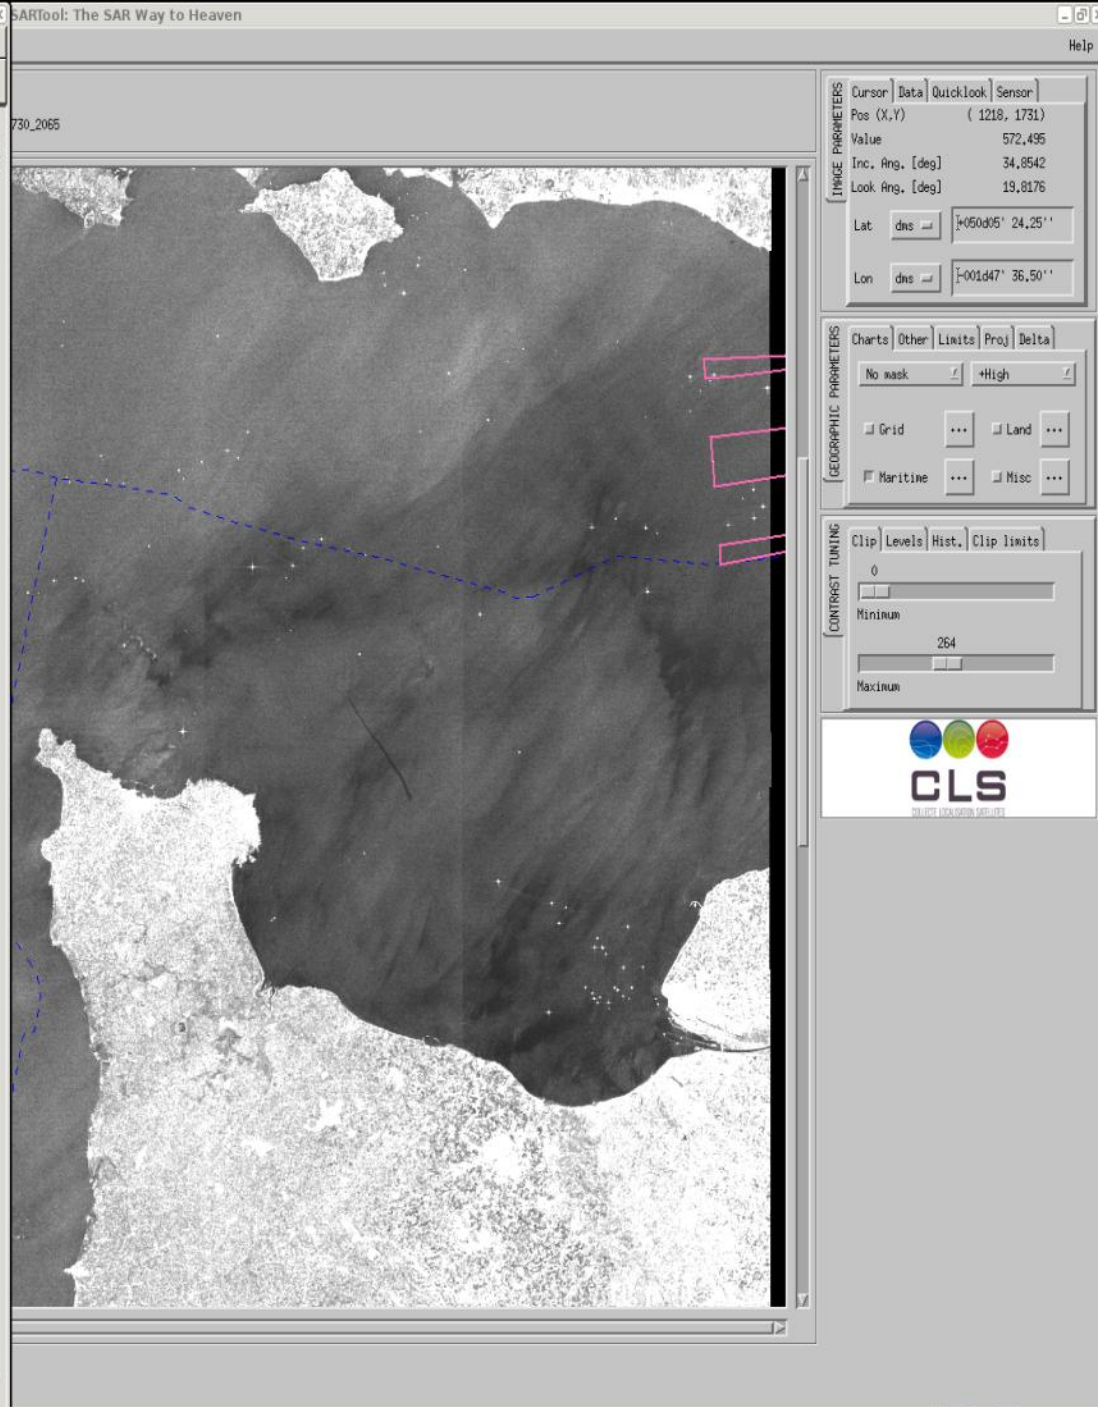 SARTool: The SAR Way to Heaven
Help
730_2065
IMAGE PARAMETERS
Cursor Data Quicklook Sensor
Pos (X,Y) ( 1218, 1731)
Value 572,495
Inc. Ang. [deg] 34,8542
Look Ang. [deg] 19,8176
Lat dms +050d05' 24,25''
Lon dms -001d47' 36,50''
GEOGRAPHIC PARAMETERS
Charts Other Limits Proj Delta
No mask +High
Grid ... Land ...
Maritime ... Misc ...
CONTRAST TUNING
Clip Levels Hist. Clip limits
0
Minimum
264
Maximum
CLS
COLLECTE LOCALISATION SATELLITES